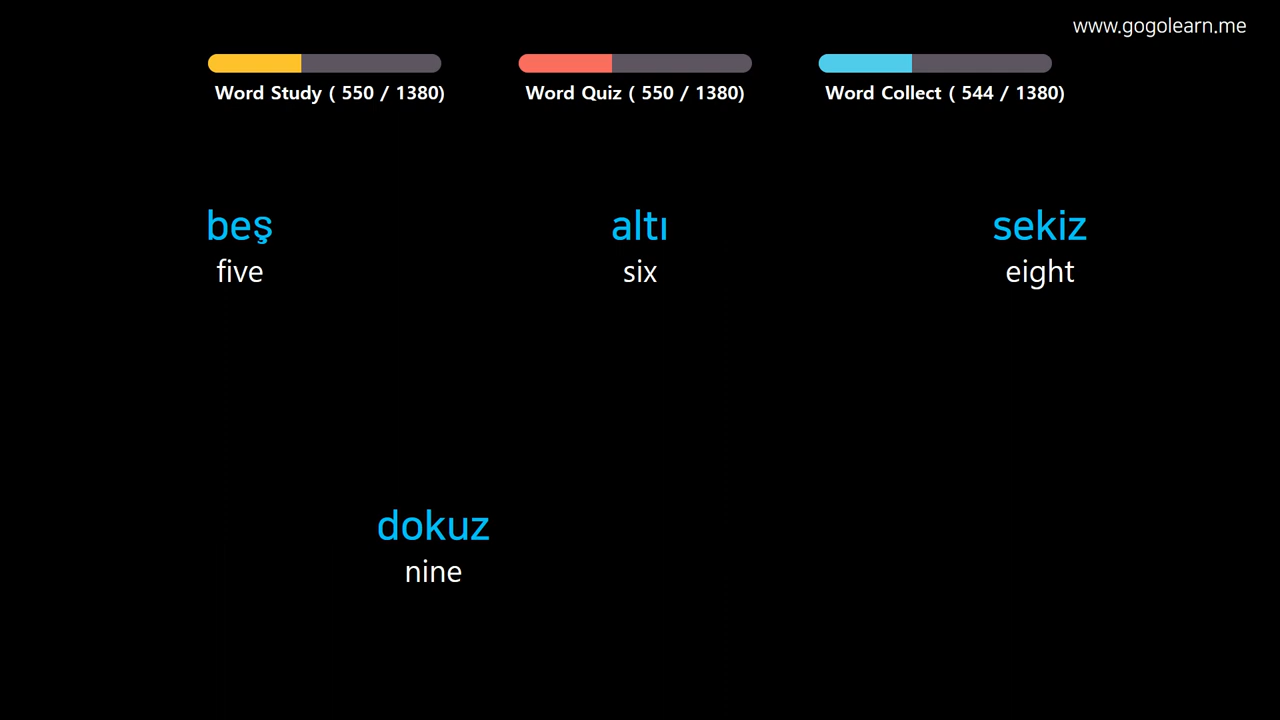 www.gogolearn.me
Word Study ( 550 / 1380)
Word Quiz ( 550 / 1380)
Word Collect ( 544 / 1380)
beş
five
altı
six
sekiz
eight
dokuz
nine